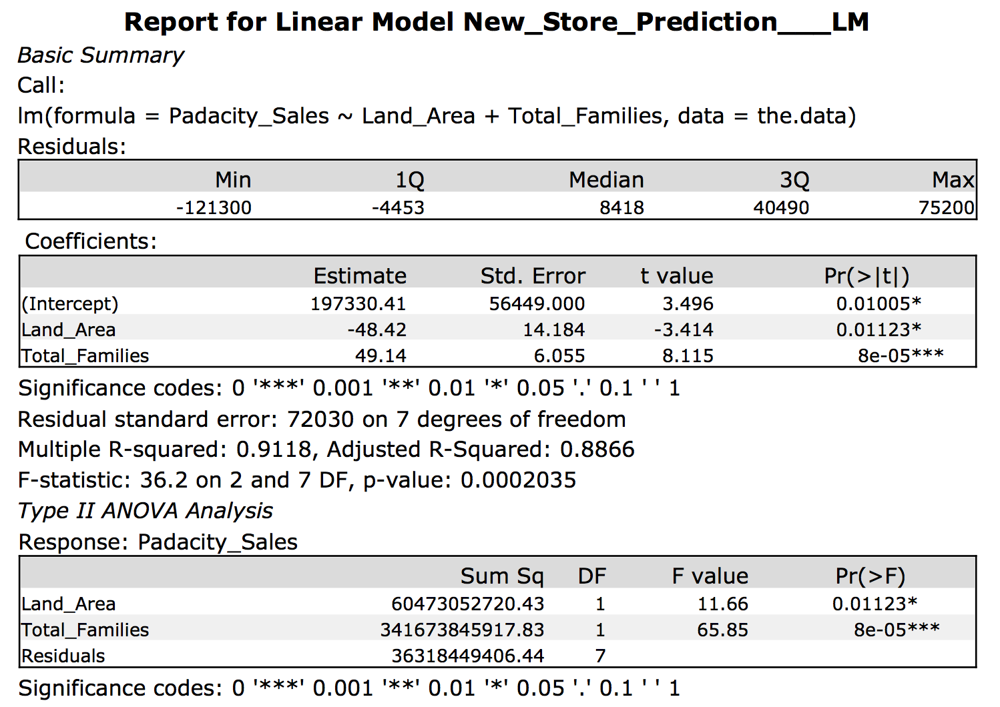 Report for Linear Model New_Store_Prediction___LM
Basic Summary
Call:
lm(formula = Padacity_Sales ~ Land_Area + Total_Families, data = the.data)
Residuals:
Min 1Q Median 3Q Max
-121300 -4453 8418 40490 75200
Coefficients:
Estimate Std. Error t value Pr(>|t|)
(Intercept) 197330.41 56449.000 3.496 0.01005*
Land_Area -48.42 14.184 -3.414 0.01123*
Total_Families 49.14 6.055 8.115 8e-05***
Significance codes: 0 '***' 0.001 '**' 0.01 '*' 0.05 '.' 0.1 ' ' 1
Residual standard error: 72030 on 7 degrees of freedom
Multiple R-squared: 0.9118, Adjusted R-Squared: 0.8866
F-statistic: 36.2 on 2 and 7 DF, p-value: 0.0002035
Type II ANOVA Analysis
Response: Padacity_Sales
Sum Sq DF F value Pr(>F)
Land_Area 60473052720.43 1 11.66 0.01123*
Total_Families 341673845917.83 1 65.85 8e-05***
Residuals 36318449406.44 7
Significance codes: 0 '***' 0.001 '**' 0.01 '*' 0.05 '.' 0.1 ' ' 1